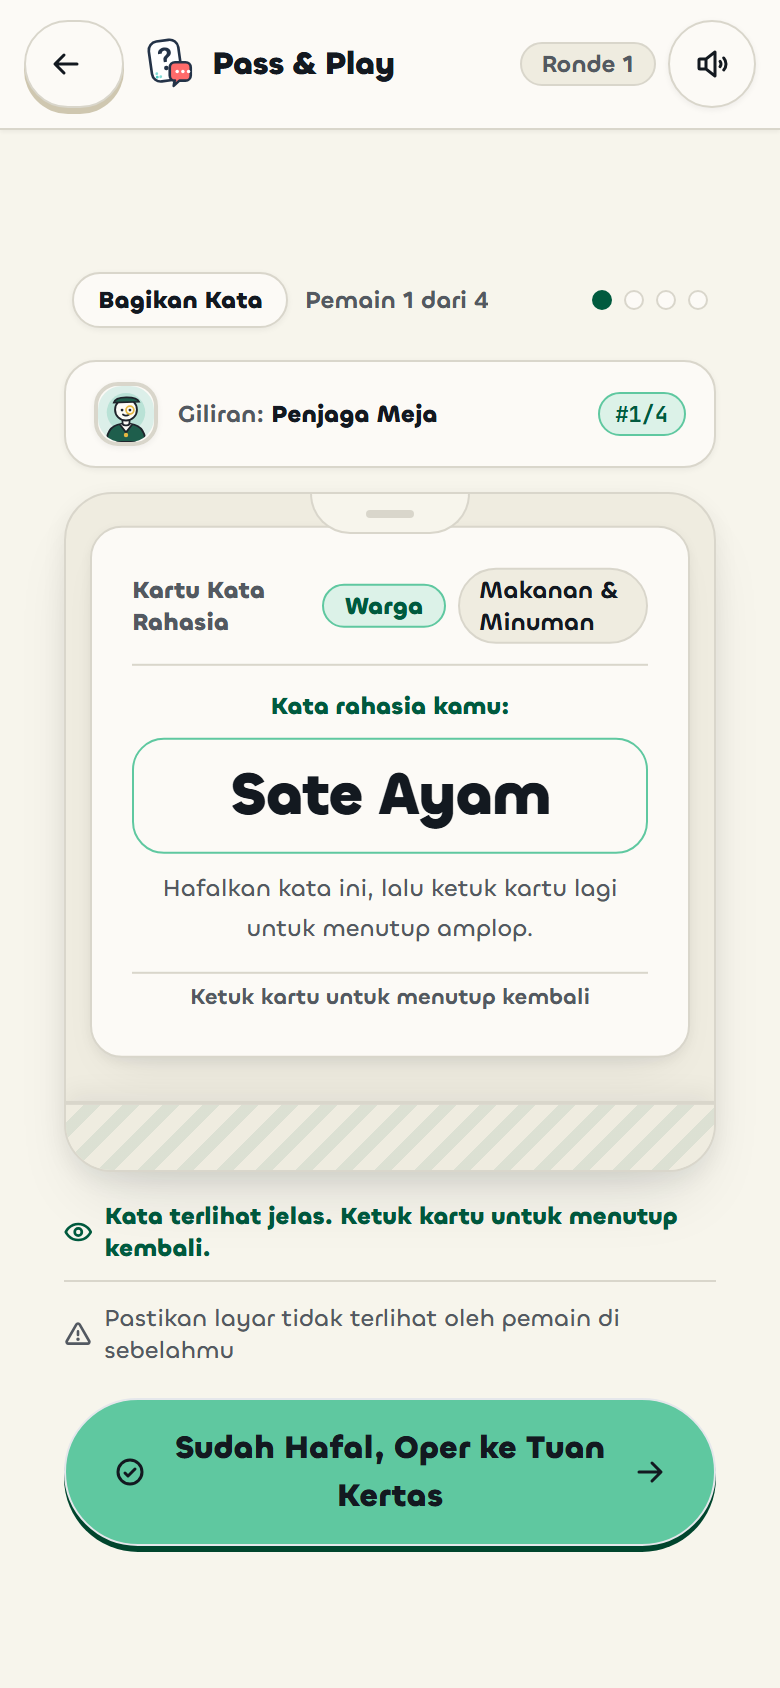 Pass & Play
Ronde 1
Bagikan Kata
Pemain 1 dari 4
Giliran: Penjaga Meja
#1/4
Kartu Kata
Rahasia
Warga
Makanan &
Minuman
Kata rahasia kamu:
Sate Ayam
Hafalkan kata ini, lalu ketuk kartu lagi
untuk menutup amplop.
Ketuk kartu untuk menutup kembali
Kata terlihat jelas. Ketuk kartu untuk menutup
kembali.
Pastikan layar tidak terlihat oleh pemain di
sebelahmu
Sudah Hafal, Oper ke Tuan
Kertas